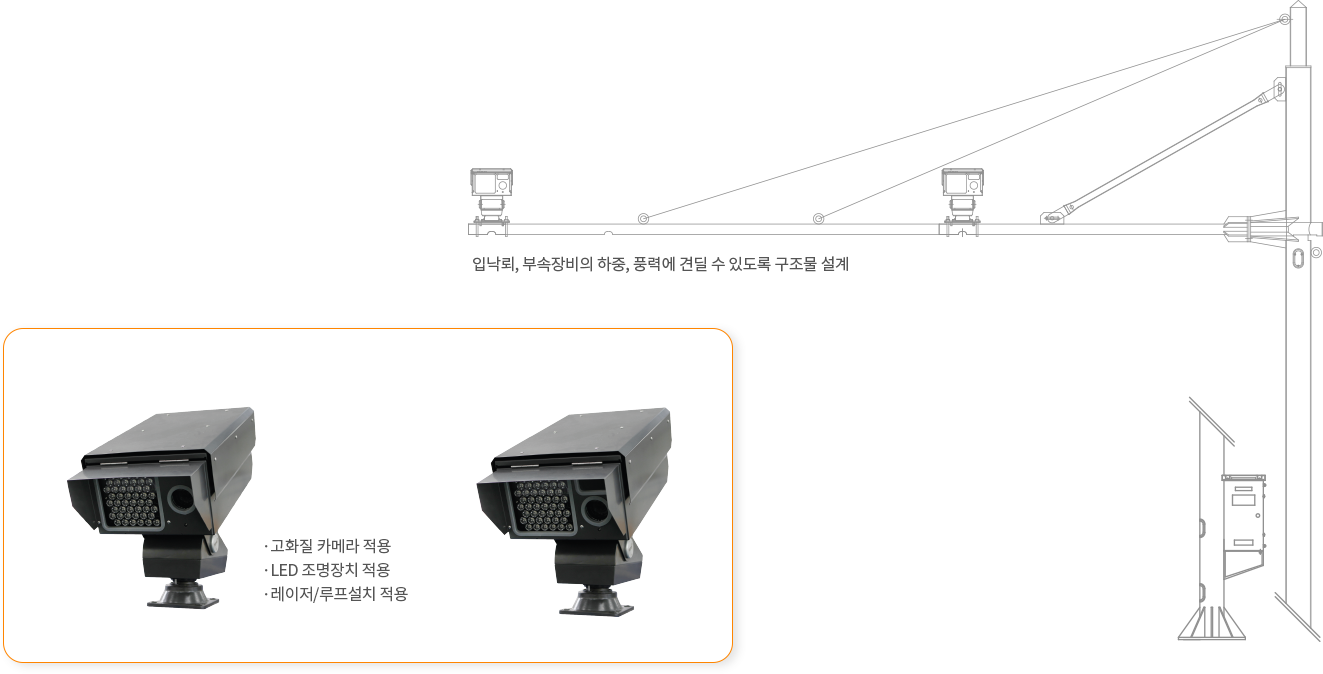 입낙뢰, 부속장비의 하중, 풍력에 견딜 수 있도록 구조물 설계
·고화질 카메라 적용
·LED 조명장치 적용
·레이저/루프설치 적용